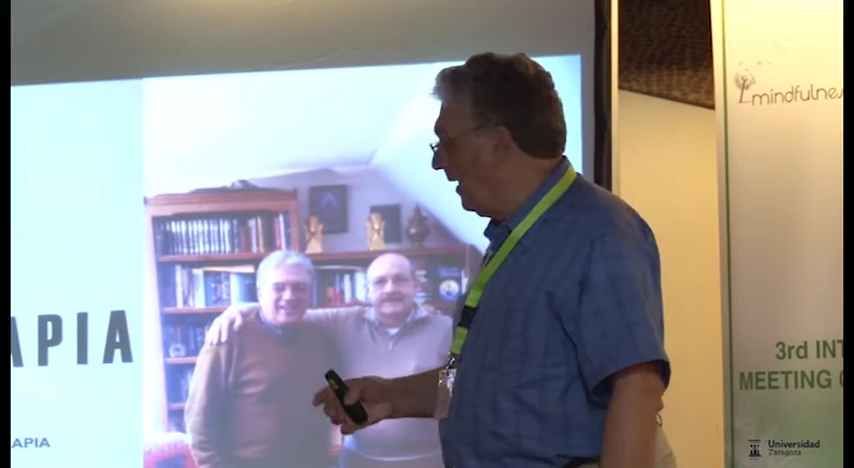 mindfulnes
APIA
APIA
3rd INT
MEETING
Universidad
Zaragoza